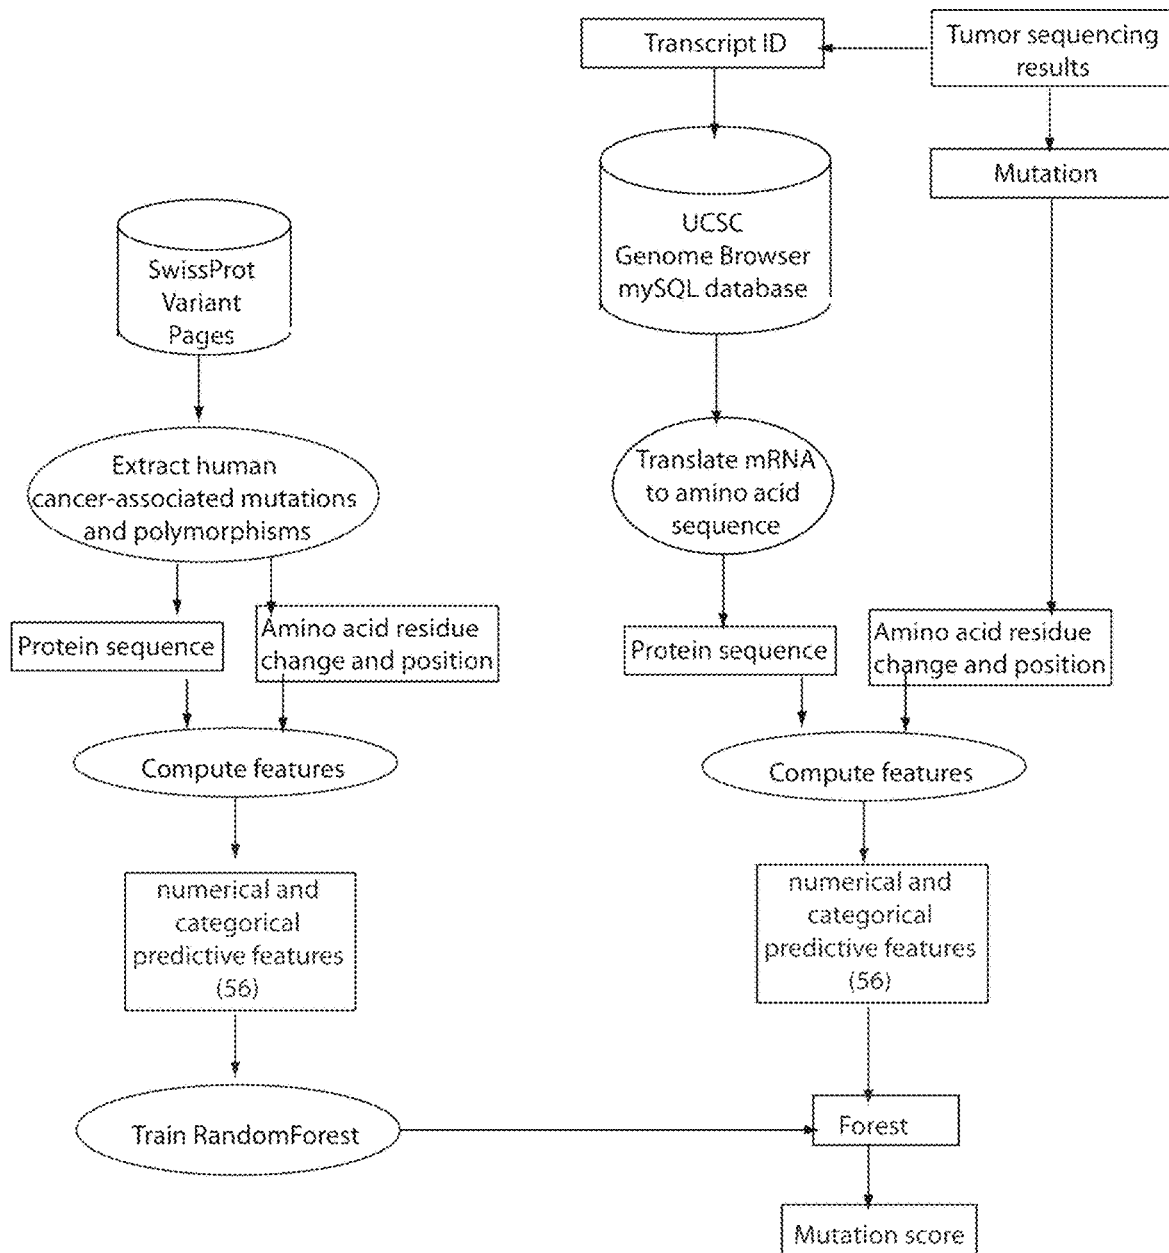 Transcript ID
Tumor sequencing
results
Mutation
UCSC
Genome Browser
mySQL database
SwissProt
Variant
Pages
Extract human
cancer-associated mutations
and polymorphisms
Translate mRNA
to amino acid
sequence
Protein sequence
Amino acid residue
change and position
Protein sequence
Amino acid residue
change and position
Compute features
Compute features
numerical and
categorical
predictive features
(56)
numerical and
categorical
predictive features
(56)
Train RandomForest
Forest
Mutation score